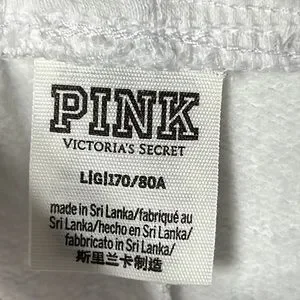 PINK
VICTORIA'S SECRET
L|G|170/80A
made in Sri Lanka/fabriqué au
Sri Lanka/hecho en Sri Lanka/
fabbricato in Sri Lanka/
斯里兰卡制造